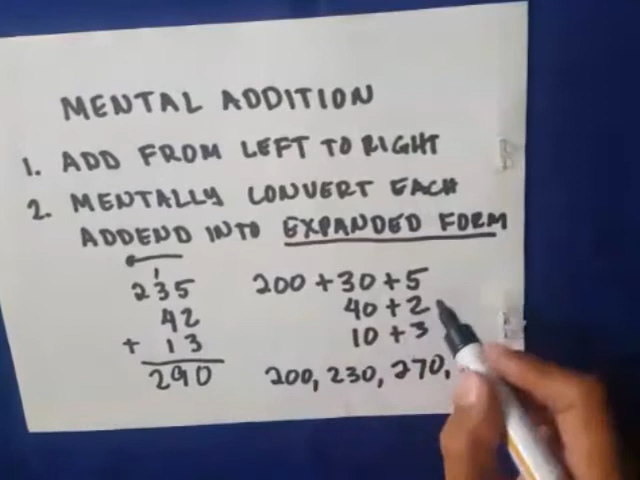 MENTAL ADDITION
1. ADD FROM LEFT TO RIGHT
2. MENTALLY CONVERT EACH
ADDEND INTO EXPANDED FORM
1
235
42
+ 13
290
200 + 30 + 5
40 + 2
10 + 3
200, 230, 270,